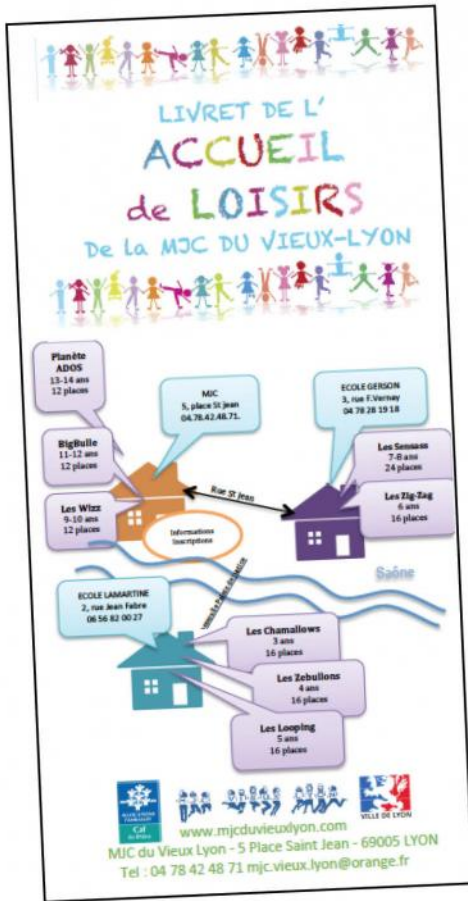 LIVRET DE L'
ACCUEIL
de LOISIRS
De la MJC DU VIEUX-LYON
Planète
ADOS
13-14 ans
12 places
MJC
5, place St jean
04.78.42.48.71.
ECOLE GERSON
3, rue F.Vernay
04 78 28 19 18
BigBulle
11-12 ans
12 places
Les Sensass
7-8 ans
24 places
Rue St Jean
Les Wizz
9-10 ans
12 places
Les Zig-Zag
6 ans
16 places
Informations
Inscriptions
Saône
ECOLE LAMARTINE
2, rue Jean Febre
06 56 82 00 27
Palais de Justice
Les Chamallows
3 ans
16 places
Les Zebullons
4 ans
16 places
Les Looping
5 ans
16 places
Caf
VILLE DE LYON
www.mjcduvieuxlyon.com
MJC du Vieux Lyon - 5 Place Saint Jean - 69005 LYON
Tel : 04 78 42 48 71 mjc.vieux.lyon@orange.fr